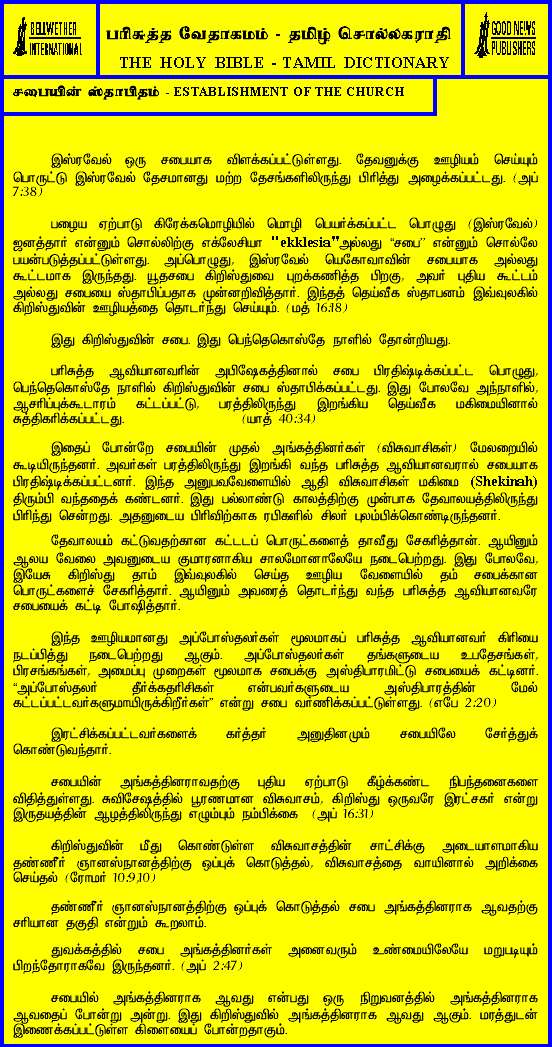 BELLWETHER
INTERNATIONAL
பரிசுத்த வேதாகமம் - தமிழ் சொல்லகராதி
THE HOLY BIBLE - TAMIL DICTIONARY
GOOD NEWS
PUBLISHERS
சபையின் ஸ்தாபிதம் - ESTABLISHMENT OF THE CHURCH
இஸ்ரவேல் ஒரு சபையாக விளக்கப்பட்டுள்ளது. தேவனுக்கு ஊழியம் செய்யும்
பொருட்டு இஸ்ரவேல் தேசமானது மற்ற தேசங்களிலிருந்து பிரித்து அழைக்கப்பட்டது. (அப்
7:38)
பழைய ஏற்பாடு கிரேக்கமொழியில் மொழி பெயர்க்கப்பட்ட பொழுது (இஸ்ரவேல்)
ஜனத்தார் என்னும் சொல்லிற்கு எக்லேசியா "ekklesia"அல்லது “சபை” என்னும் சொல்லே
பயன்படுத்தப்பட்டுள்ளது. அப்பொழுது, இஸ்ரவேல் யெகோவாவின் சபையாக அல்லது
கூட்டமாக இருந்தது. யூதசபை கிறிஸ்துவை புறக்கணித்த பிறகு, அவர் புதிய கூட்டம்
அல்லது சபையை ஸ்தாபிப்பதாக முன்னறிவித்தார். இந்தத் தெய்வீக ஸ்தாபனம் இவ்வுலகில்
கிறிஸ்துவின் ஊழியத்தை தொடர்ந்து செய்யும். (மத் 16:18)
இது கிறிஸ்துவின் சபை. இது பெந்தெகொஸ்தே நாளில் தோன்றியது.
பரிசுத்த ஆவியானவரின் அபிஷேகத்தினால் சபை பிரதிஷ்டிக்கப்பட்ட பொழுது,
பெந்தெகொஸ்தே நாளில் கிறிஸ்துவின் சபை ஸ்தாபிக்கப்பட்டது. இது போலவே அந்நாளில்,
ஆசரிப்புக்கூடாரம் கட்டப்பட்டு, பரத்திலிருந்து இறங்கிய தெய்வீக மகிமையினால்
சுத்திகரிக்கப்பட்டது. (யாத் 40:34)
இதைப் போன்றே சபையின் முதல் அங்கத்தினர்கள் (விசுவாசிகள்) மேலறையில்
கூடியிருந்தனர். அவர்கள் பரத்திலிருந்து இறங்கி வந்த பரிசுத்த ஆவியானவரால் சபையாக
பிரதிஷ்டிக்கப்பட்டனர். இந்த அனுபவவேளையில் ஆதி விசுவாசிகள் மகிமை (Shekinah)
திரும்பி வந்ததைக் கண்டனர். இது பல்லாண்டு காலத்திற்கு முன்பாக தேவாலயத்திலிருந்து
பிரிந்து சென்றது. அதனுடைய பிரிவிற்காக ரபிகளில் சிலர் புலம்பிக்கொண்டிருந்தனர்.
தேவாலயம் கட்டுவதற்கான கட்டடப் பொருட்களைத் தாவீது சேகரித்தான். ஆயினும்
ஆலய வேலை அவனுடைய குமாரனாகிய சாலமோனாலேயே நடைபெற்றது. இது போலவே,
இயேசு கிறிஸ்து தாம் இவ்வுலகில் செய்த ஊழிய வேளையில் தம் சபைக்கான
பொருட்களைச் சேகரித்தார். ஆயினும் அவரைத் தொடர்ந்து வந்த பரிசுத்த ஆவியானவரே
சபையைக் கட்டி போஷித்தார்.
இந்த ஊழியமானது அப்போஸ்தலர்கள் மூலமாகப் பரிசுத்த ஆவியானவர் கிரியை
நடப்பித்து நடைபெற்றது ஆகும். அப்போஸ்தலர்கள் தங்களுடைய உபதேசங்கள்,
பிரசங்கங்கள், அமைப்பு முறைகள் மூலமாக சபைக்கு அஸ்திபாரமிட்டு சபையைக் கட்டினர்.
“அப்போஸ்தலர் தீர்க்கதரிசிகள் என்பவர்களுடைய அஸ்திபாரத்தின் மேல்
கட்டப்பட்டவர்களுமாயிருக்கிறீர்கள்” என்று சபை வர்ணிக்கப்பட்டுள்ளது. (எபே 2:20)
இரட்சிக்கப்பட்டவர்களைக் கர்த்தர் அனுதினமும் சபையிலே சேர்த்துக்
கொண்டுவந்தார்.
சபையின் அங்கத்தினராவதற்கு புதிய ஏற்பாடு கீழ்க்கண்ட நிபந்தனைகளை
விதித்துள்ளது. சுவிசேஷத்தில் பூரணமான விசுவாசம், கிறிஸ்து ஒருவரே இரட்சகர் என்று
இருதயத்தின் ஆழத்திலிருந்து எழும்பும் நம்பிக்கை (அப் 16:31)
கிறிஸ்துவின் மீது கொண்டுள்ள விசுவாசத்தின் சாட்சிக்கு அடையாளமாகிய
தண்ணீர் ஞானஸ்நானத்திற்கு ஒப்புக் கொடுத்தல், விசுவாசத்தை வாயினால் அறிக்கை
செய்தல் (ரோமர் 10:9,10)
தண்ணீர் ஞானஸ்நானத்திற்கு ஒப்புக் கொடுத்தல் சபை அங்கத்தினராக ஆவதற்கு
சரியான தகுதி என்றும் கூறலாம்.
துவக்கத்தில் சபை அங்கத்தினர்கள் அனைவரும் உண்மையிலேயே மறுபடியும்
பிறந்தோராகவே இருந்தனர். (அப் 2:47)
சபையில் அங்கத்தினராக ஆவது என்பது ஒரு நிறுவனத்தில் அங்கத்தினராக
ஆவதைப் போன்று அன்று. இது கிறிஸ்துவில் அங்கத்தினராக ஆவது ஆகும். மரத்துடன்
இணைக்கப்பட்டுள்ள கிளையைப் போன்றதாகும்.